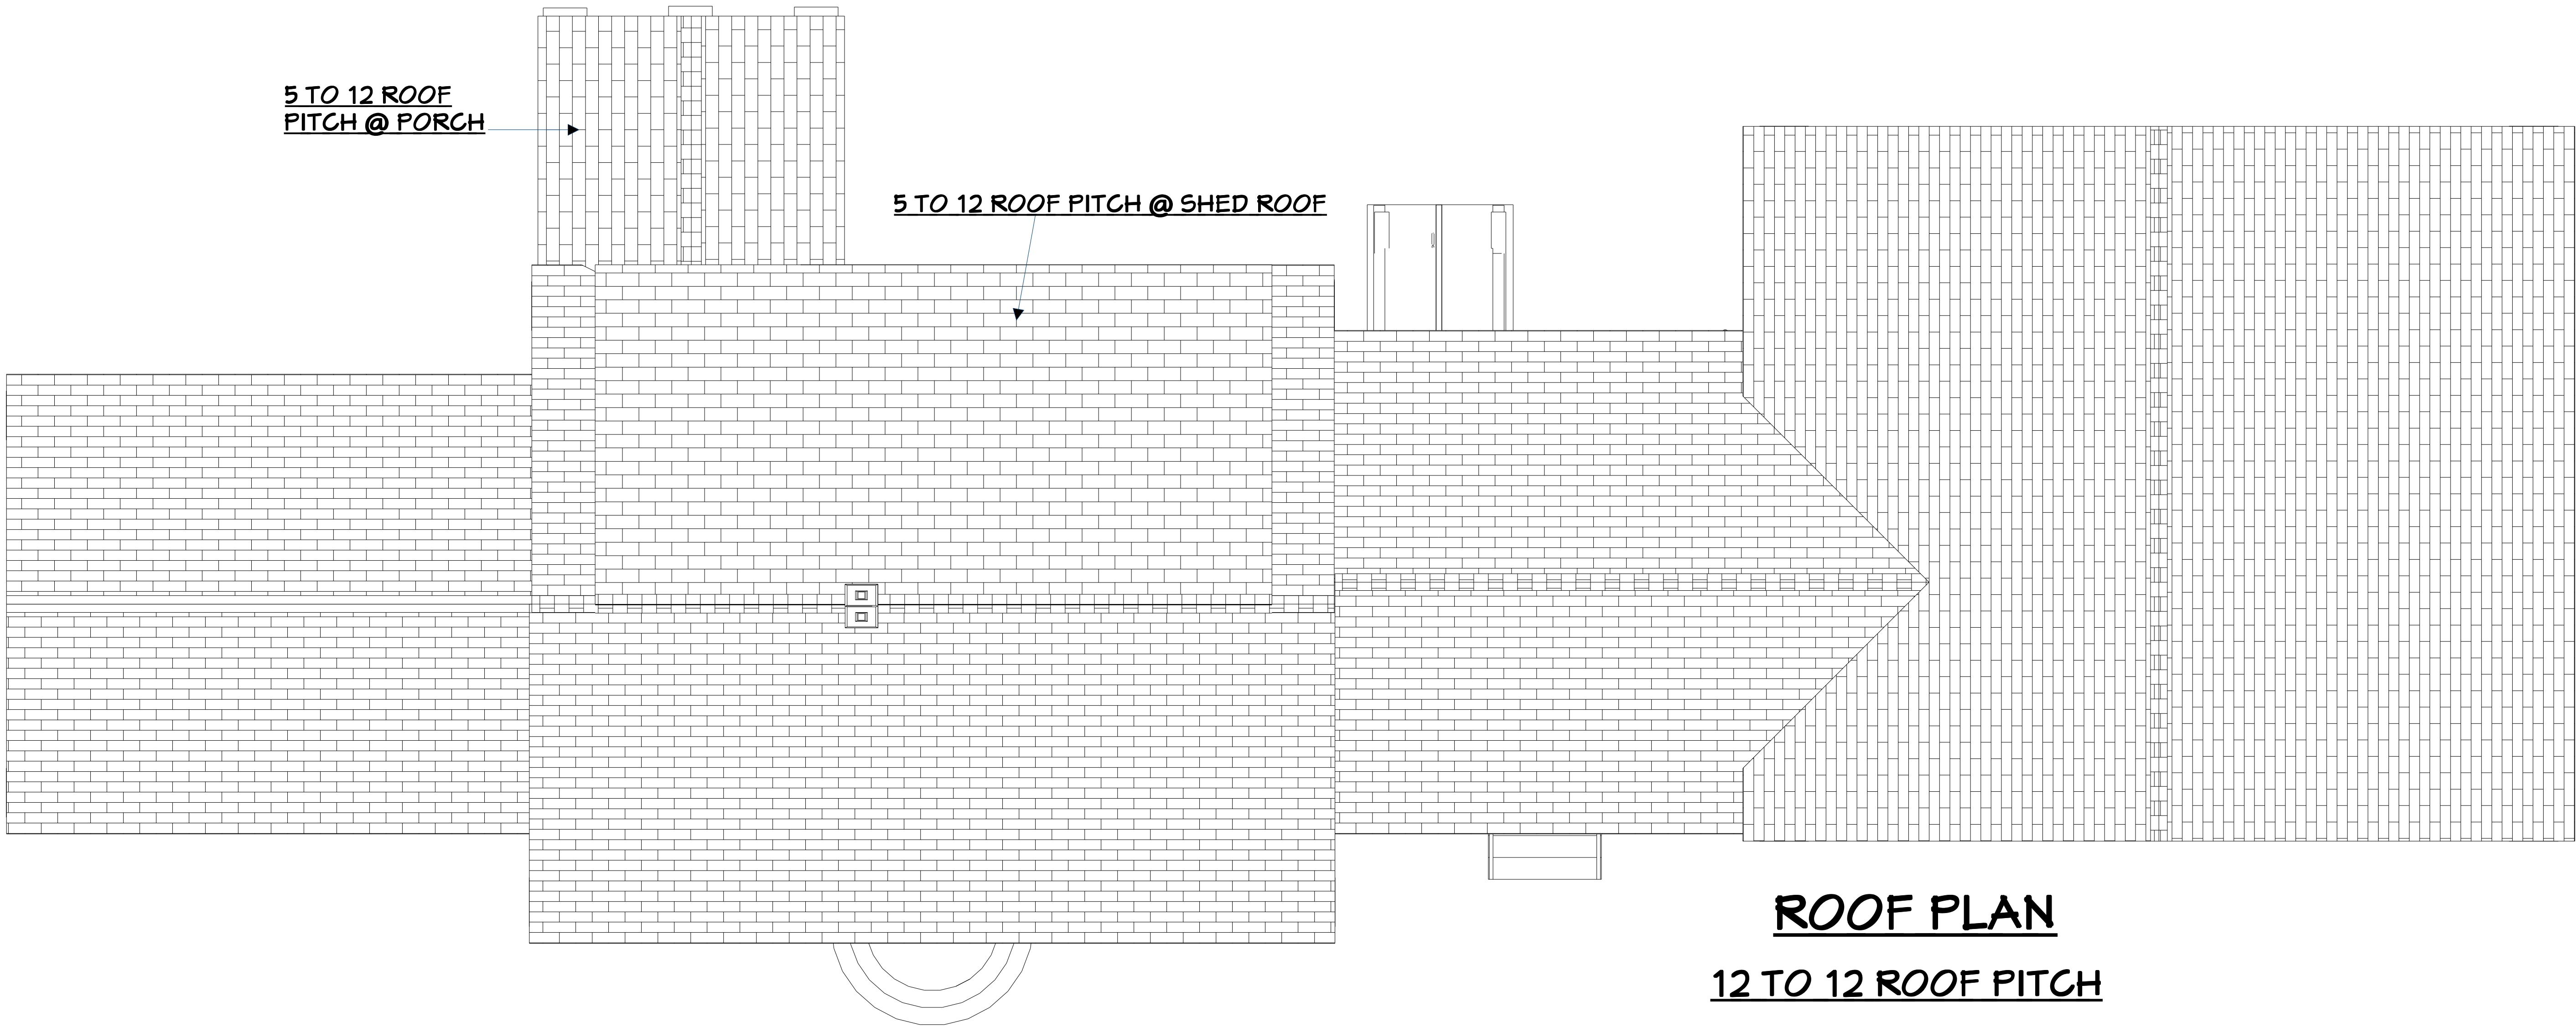 5 TO 12 ROOF
PITCH @ PORCH
5 TO 12 ROOF PITCH @ SHED ROOF
ROOF PLAN
12 TO 12 ROOF PITCH